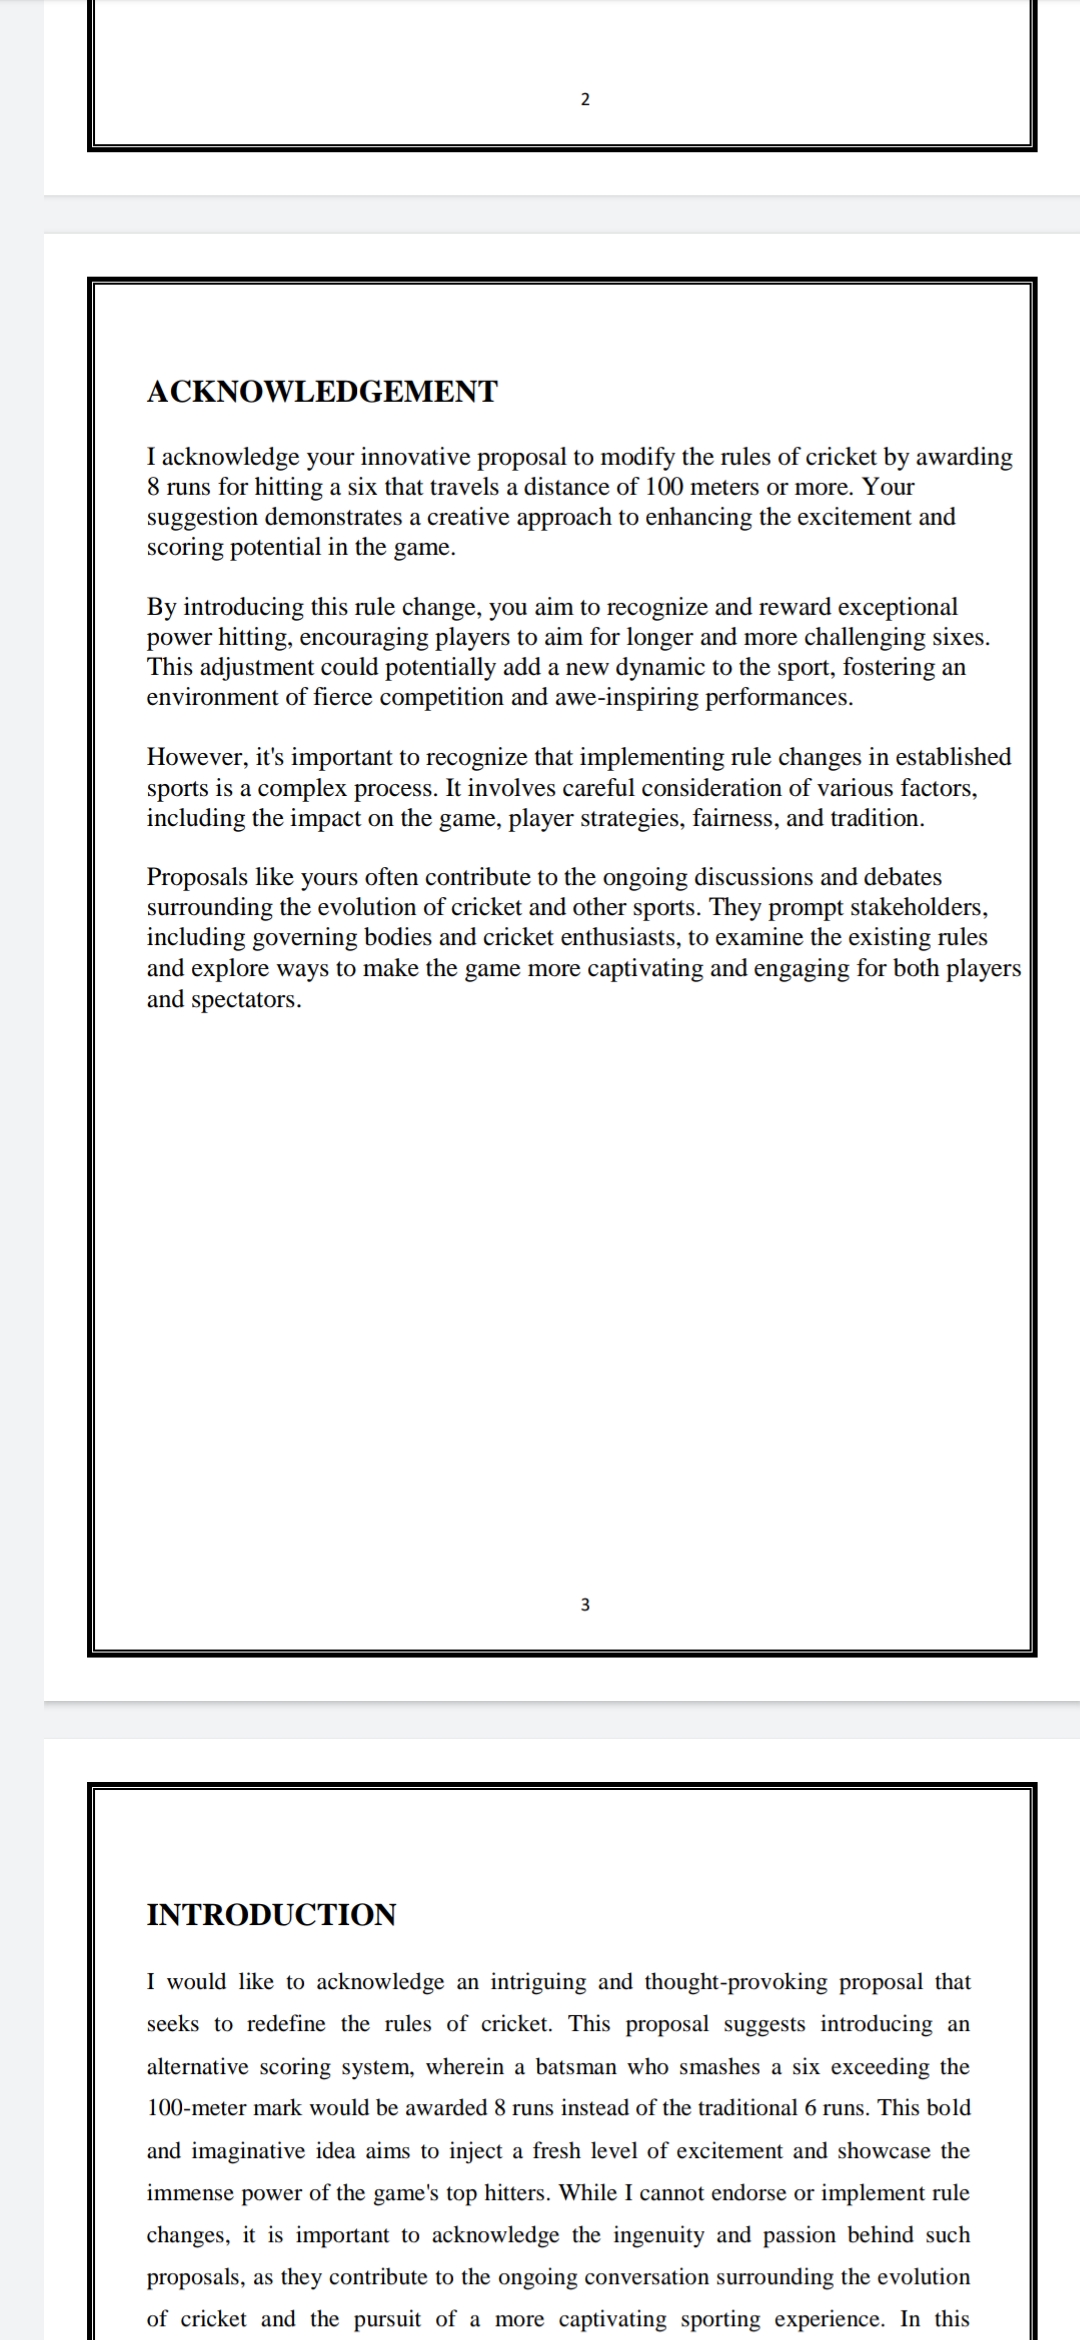 2
ACKNOWLEDGEMENT
I acknowledge your innovative proposal to modify the rules of cricket by awarding
8 runs for hitting a six that travels a distance of 100 meters or more. Your
suggestion demonstrates a creative approach to enhancing the excitement and
scoring potential in the game.
By introducing this rule change, you aim to recognize and reward exceptional
power hitting, encouraging players to aim for longer and more challenging sixes.
This adjustment could potentially add a new dynamic to the sport, fostering an
environment of fierce competition and awe-inspiring performances.
However, it's important to recognize that implementing rule changes in established
sports is a complex process. It involves careful consideration of various factors,
including the impact on the game, player strategies, fairness, and tradition.
Proposals like yours often contribute to the ongoing discussions and debates
surrounding the evolution of cricket and other sports. They prompt stakeholders,
including governing bodies and cricket enthusiasts, to examine the existing rules
and explore ways to make the game more captivating and engaging for both players
and spectators.
3
INTRODUCTION
I would like to acknowledge an intriguing and thought-provoking proposal that
seeks to redefine the rules of cricket. This proposal suggests introducing an
alternative scoring system, wherein a batsman who smashes a six exceeding the
100-meter mark would be awarded 8 runs instead of the traditional 6 runs. This bold
and imaginative idea aims to inject a fresh level of excitement and showcase the
immense power of the game's top hitters. While I cannot endorse or implement rule
changes, it is important to acknowledge the ingenuity and passion behind such
proposals, as they contribute to the ongoing conversation surrounding the evolution
of cricket and the pursuit of a more captivating sporting experience. In this